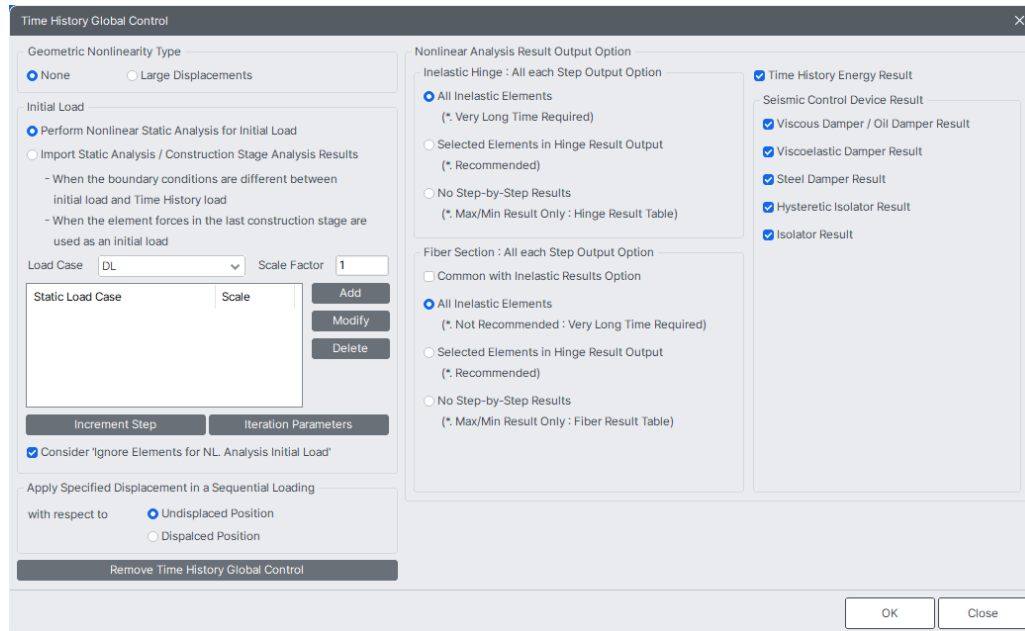 Time History Global Control
Geometric Nonlinearity Type
None
Large Displacements
Initial Load
Perform Nonlinear Static Analysis for Initial Load
Import Static Analysis / Construction Stage Analysis Results
- When the boundary conditions are different between
initial load and Time History load
- When the element forces in the last construction stage are
used as an initial load
Load Case DL Scale Factor 1
Static Load Case Scale
Add
Modify
Delete
Increment Step
Iteration Parameters
Consider 'Ignore Elements for NL. Analysis Initial Load'
Apply Specified Displacement in a Sequential Loading
with respect to Undisplaced Position
Dispalced Position
Remove Time History Global Control
Nonlinear Analysis Result Output Option
Inelastic Hinge : All each Step Output Option
All Inelastic Elements
(*. Very Long Time Required)
Selected Elements in Hinge Result Output
(*. Recommended)
No Step-by-Step Results
(*. Max/Min Result Only : Hinge Result Table)
Fiber Section : All each Step Output Option
Common with Inelastic Results Option
All Inelastic Elements
(*. Not Recommended : Very Long Time Required)
Selected Elements in Hinge Result Output
(*. Recommended)
No Step-by-Step Results
(*. Max/Min Result Only : Fiber Result Table)
Time History Energy Result
Seismic Control Device Result
Viscous Damper / Oil Damper Result
Viscoelastic Damper Result
Steel Damper Result
Hysteretic Isolator Result
Isolator Result
OK
Close